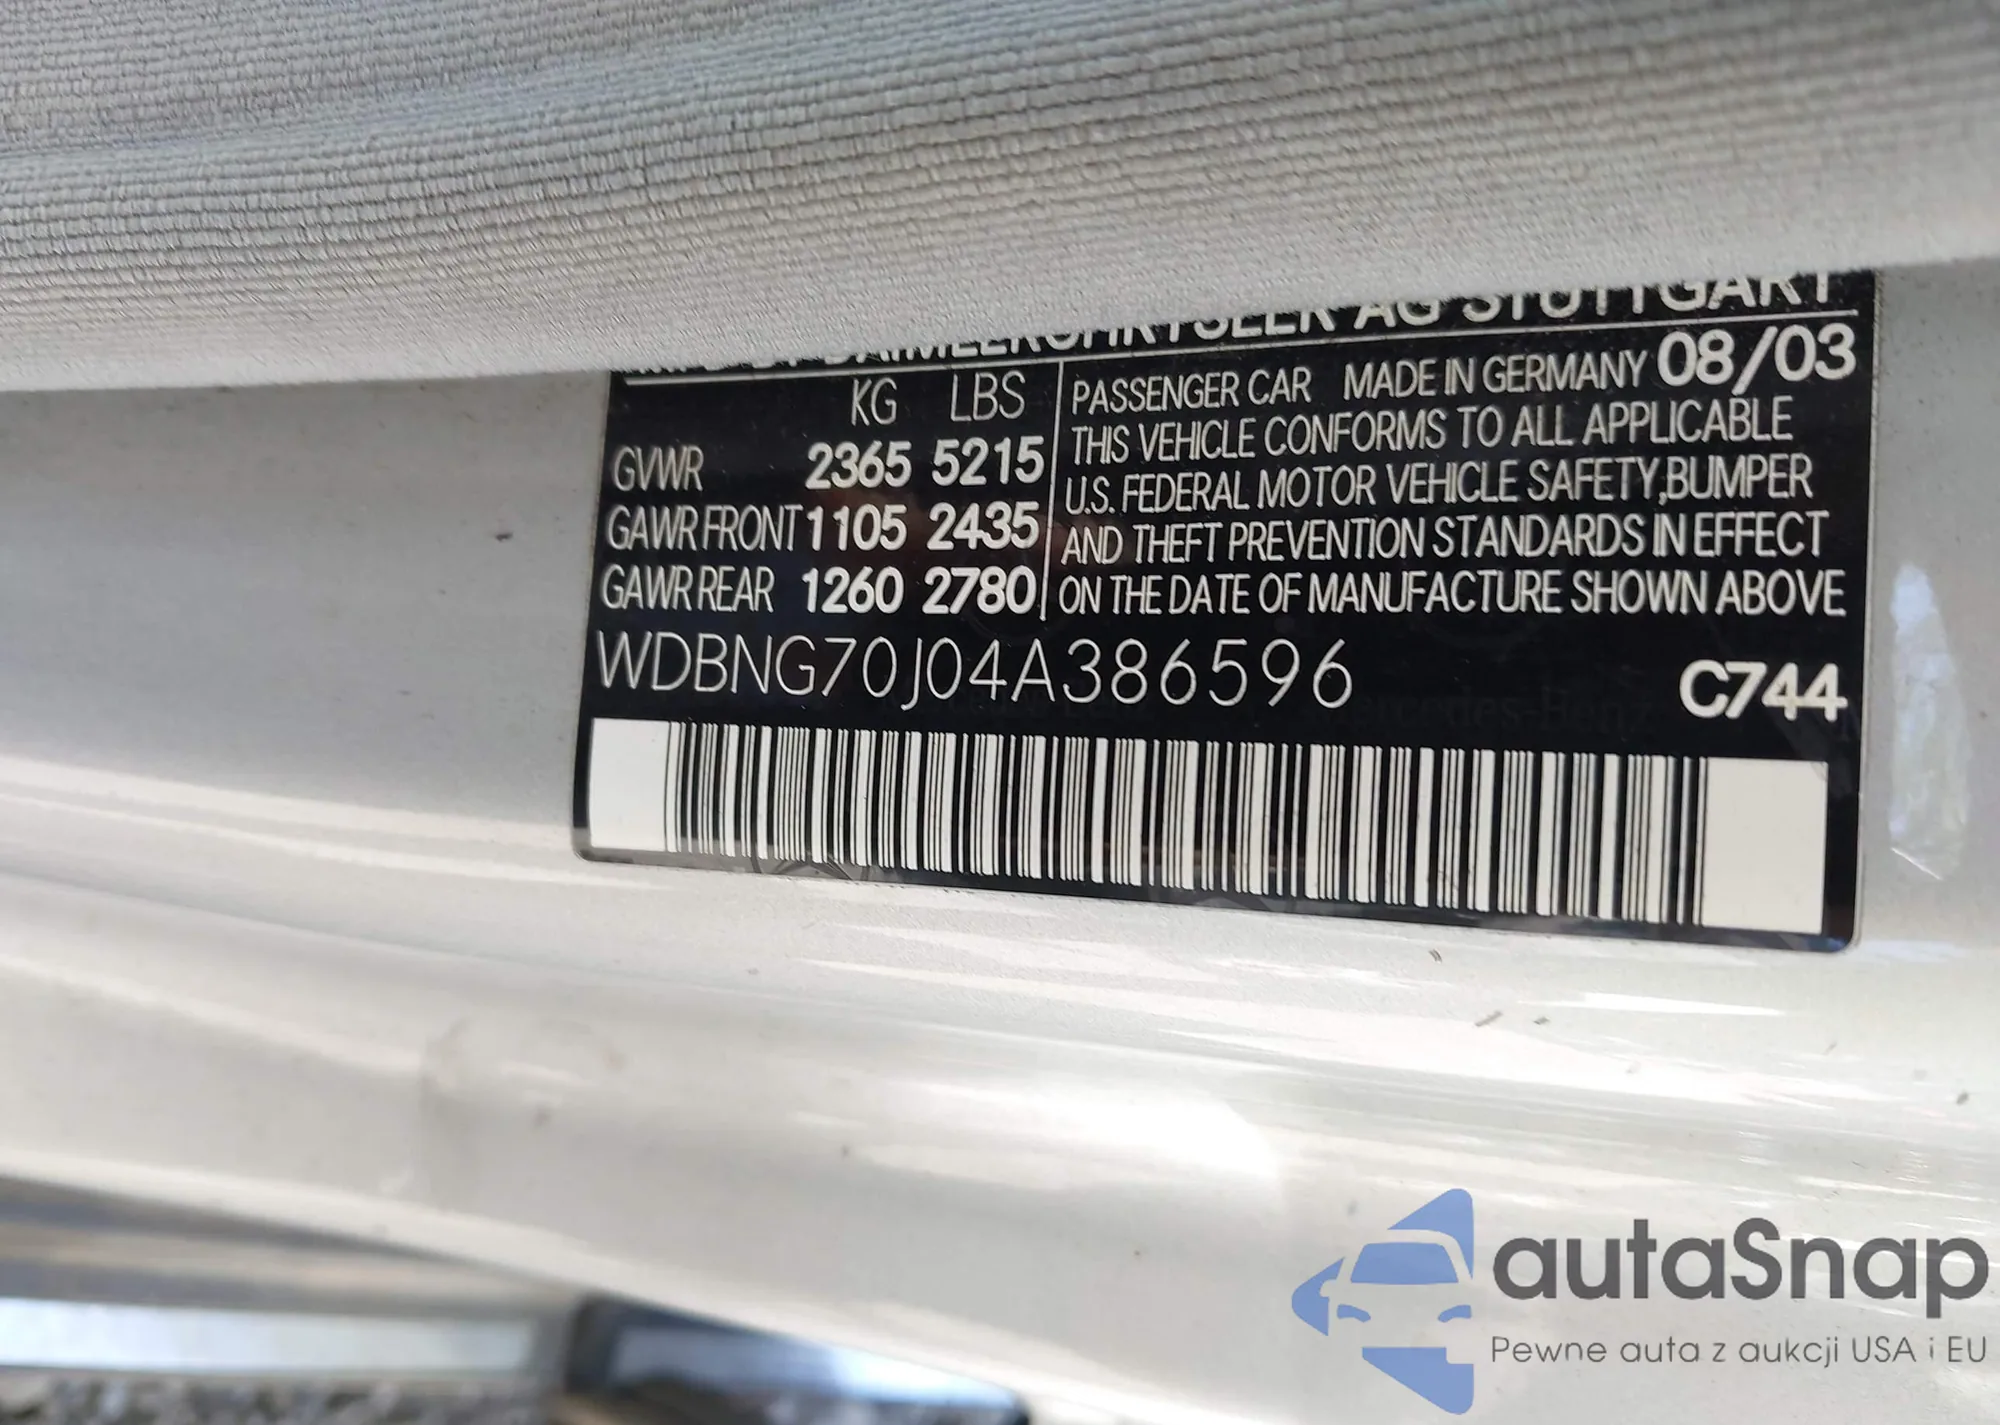 MFD BY DAIMLERCHRYSLER AG STUTTGART
KG LBS
GVWR 2365 5215
GAWR FRONT 1105 2435
GAWR REAR 1260 2780
PASSENGER CAR MADE IN GERMANY 08/03
THIS VEHICLE CONFORMS TO ALL APPLICABLE
U.S. FEDERAL MOTOR VEHICLE SAFETY,BUMPER
AND THEFT PREVENTION STANDARDS IN EFFECT
ON THE DATE OF MANUFACTURE SHOWN ABOVE
WDBNG70J04A386596
C744
autaSnap
Pewne auta z aukcji USA i EU